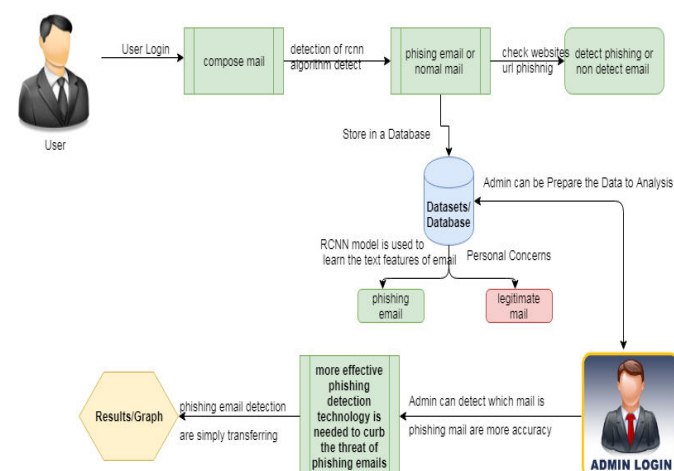 User
User Login
compose mail
detection of rcnn
algorithm detect
phising email or
nomal mail
check websites
url phishnig
detect phishing or
non detect email
Store in a Database
Datasets/
Database
Admin can be Prepare the Data to Analysis
RCNN model is used to
learn the text features of email
Personal Concerns
phishing
email
legitimate
mail
ADMIN LOGIN
Admin can detect which mail is
phishing mail are more accuracy
more effective
phishing
detection
technology is
needed to curb
the threat of
phishing emails
phishing email detection
are simply transferring
Results/Graph